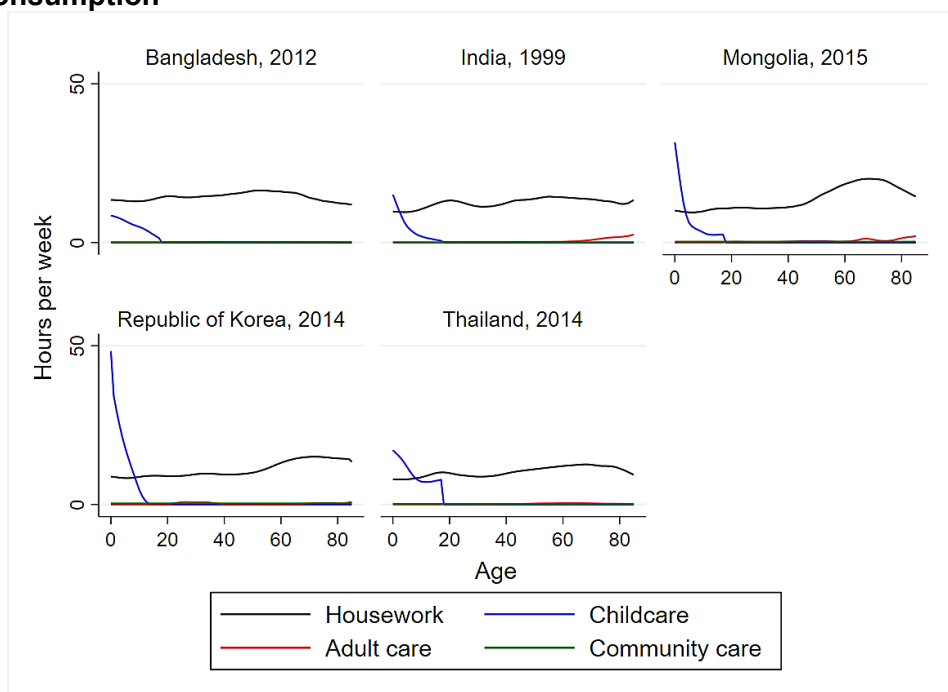 onsumption
Bangladesh, 2012 India, 1999 Mongolia, 2015
50
0
0 20 40 60 80
Hours per week
Republic of Korea, 2014 Thailand, 2014
50
0
0 20 40 60 80 0 20 40 60 80
Age
Housework Childcare
Adult care Community care